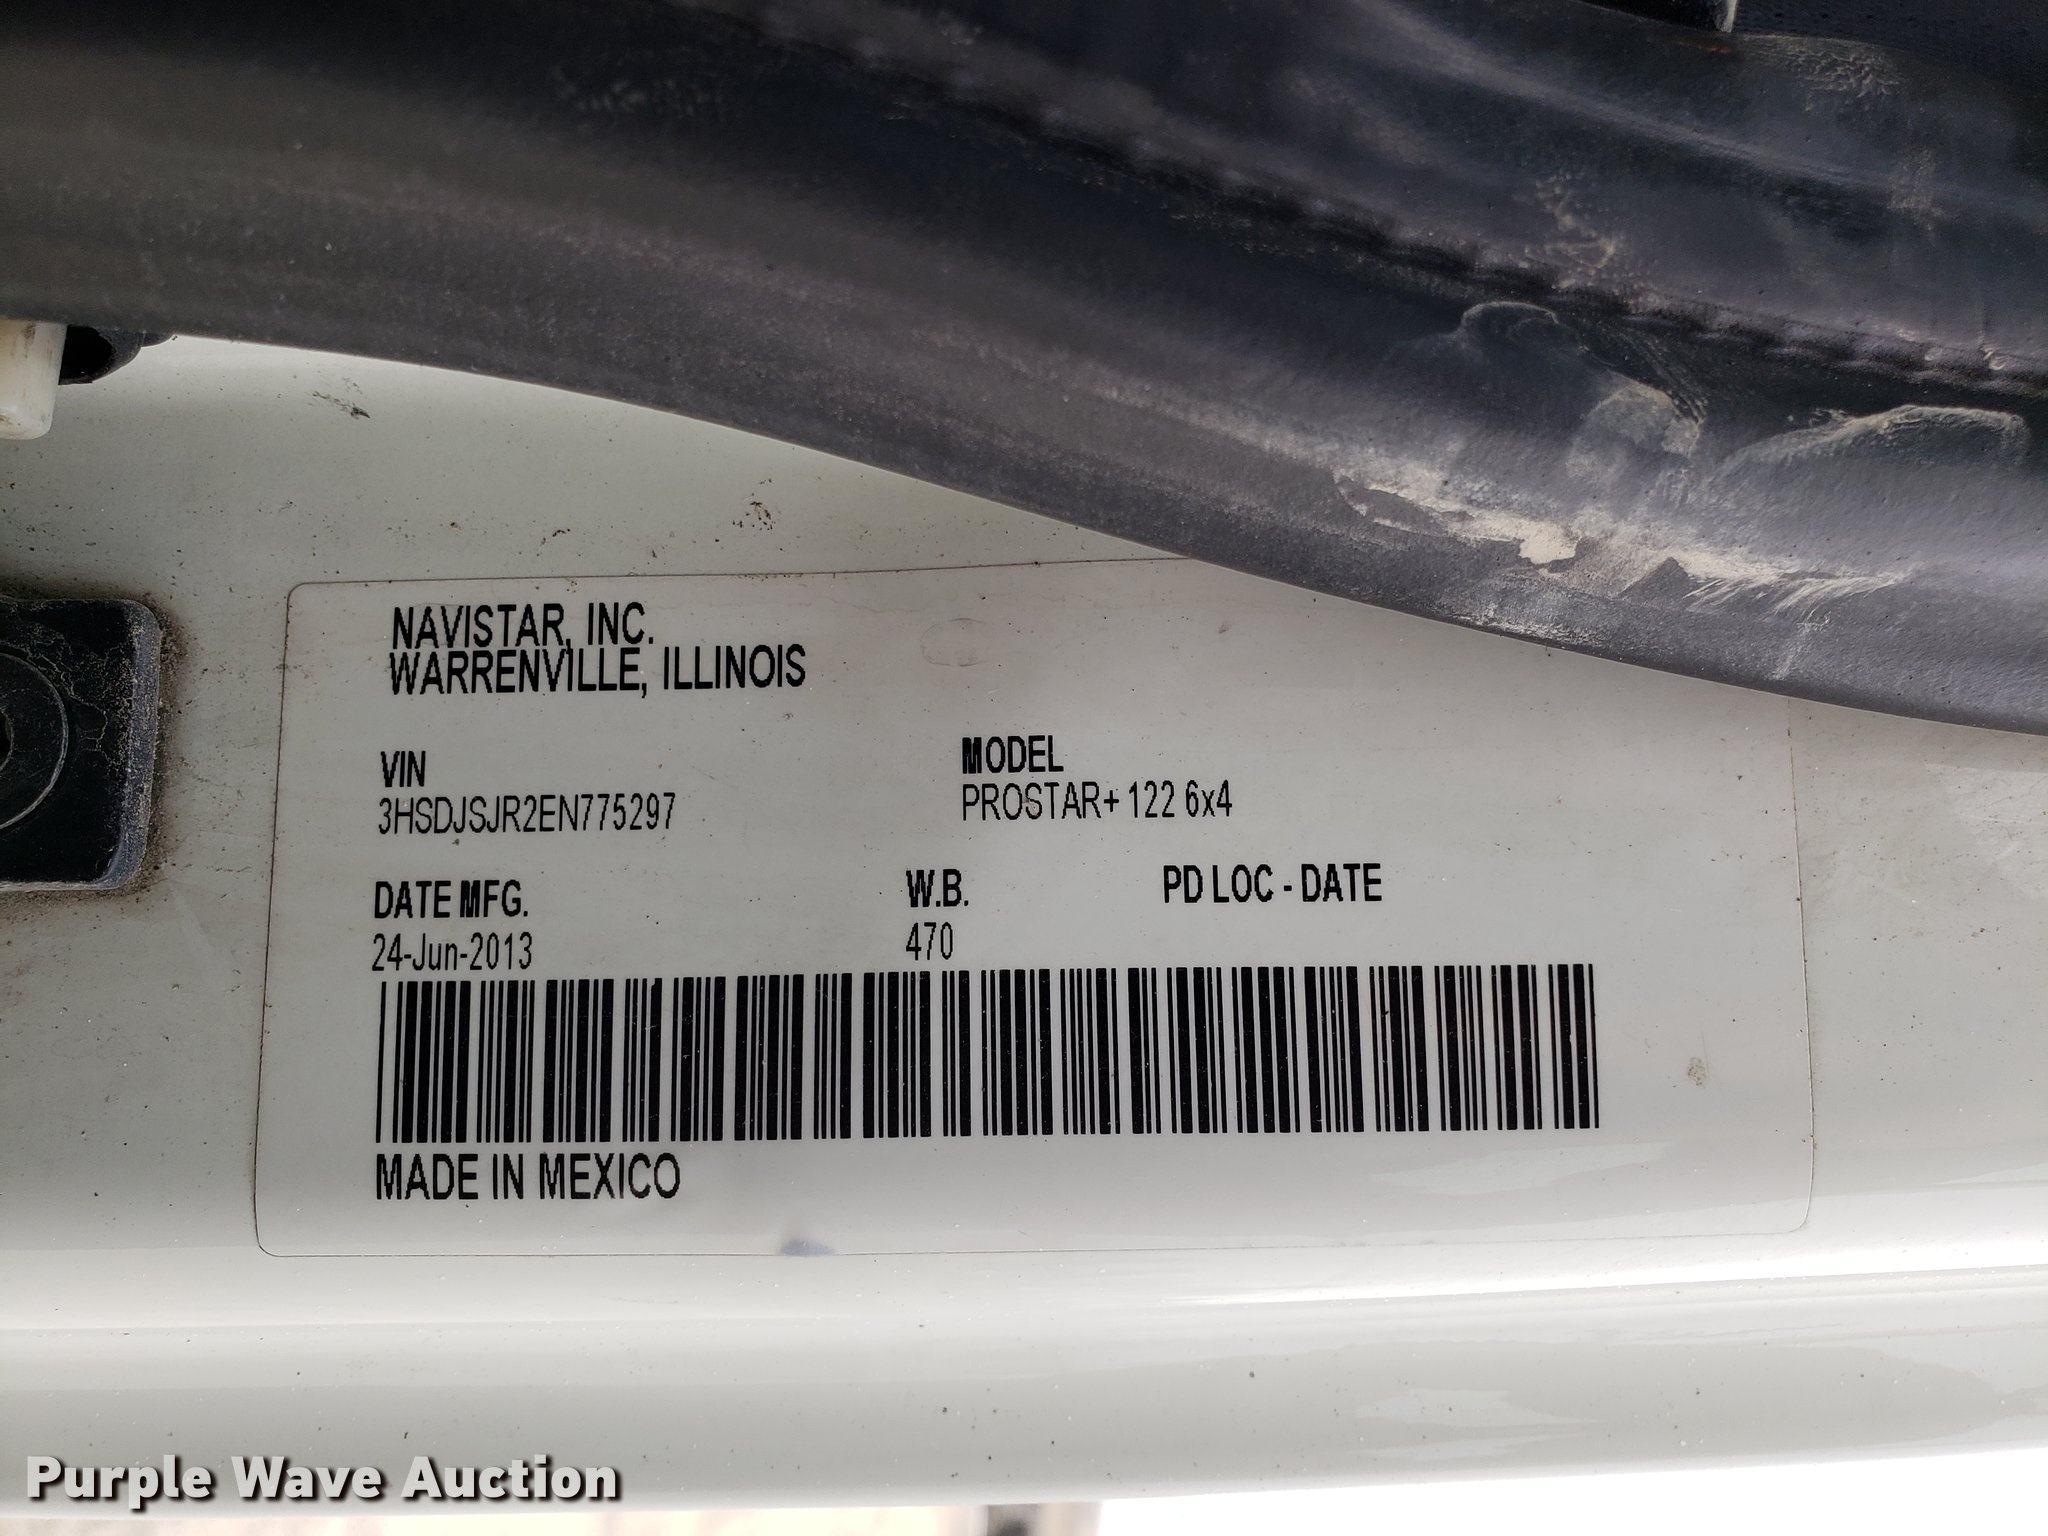 NAVISTAR, INC.
WARRENVILLE, ILLINOIS
VIN
3HSDJSJR2EN775297
MODEL
PROSTAR+ 122 6x4
DATE MFG.
24-Jun-2013
W.B.
470
PD LOC - DATE
MADE IN MEXICO
Purple Wave Auction